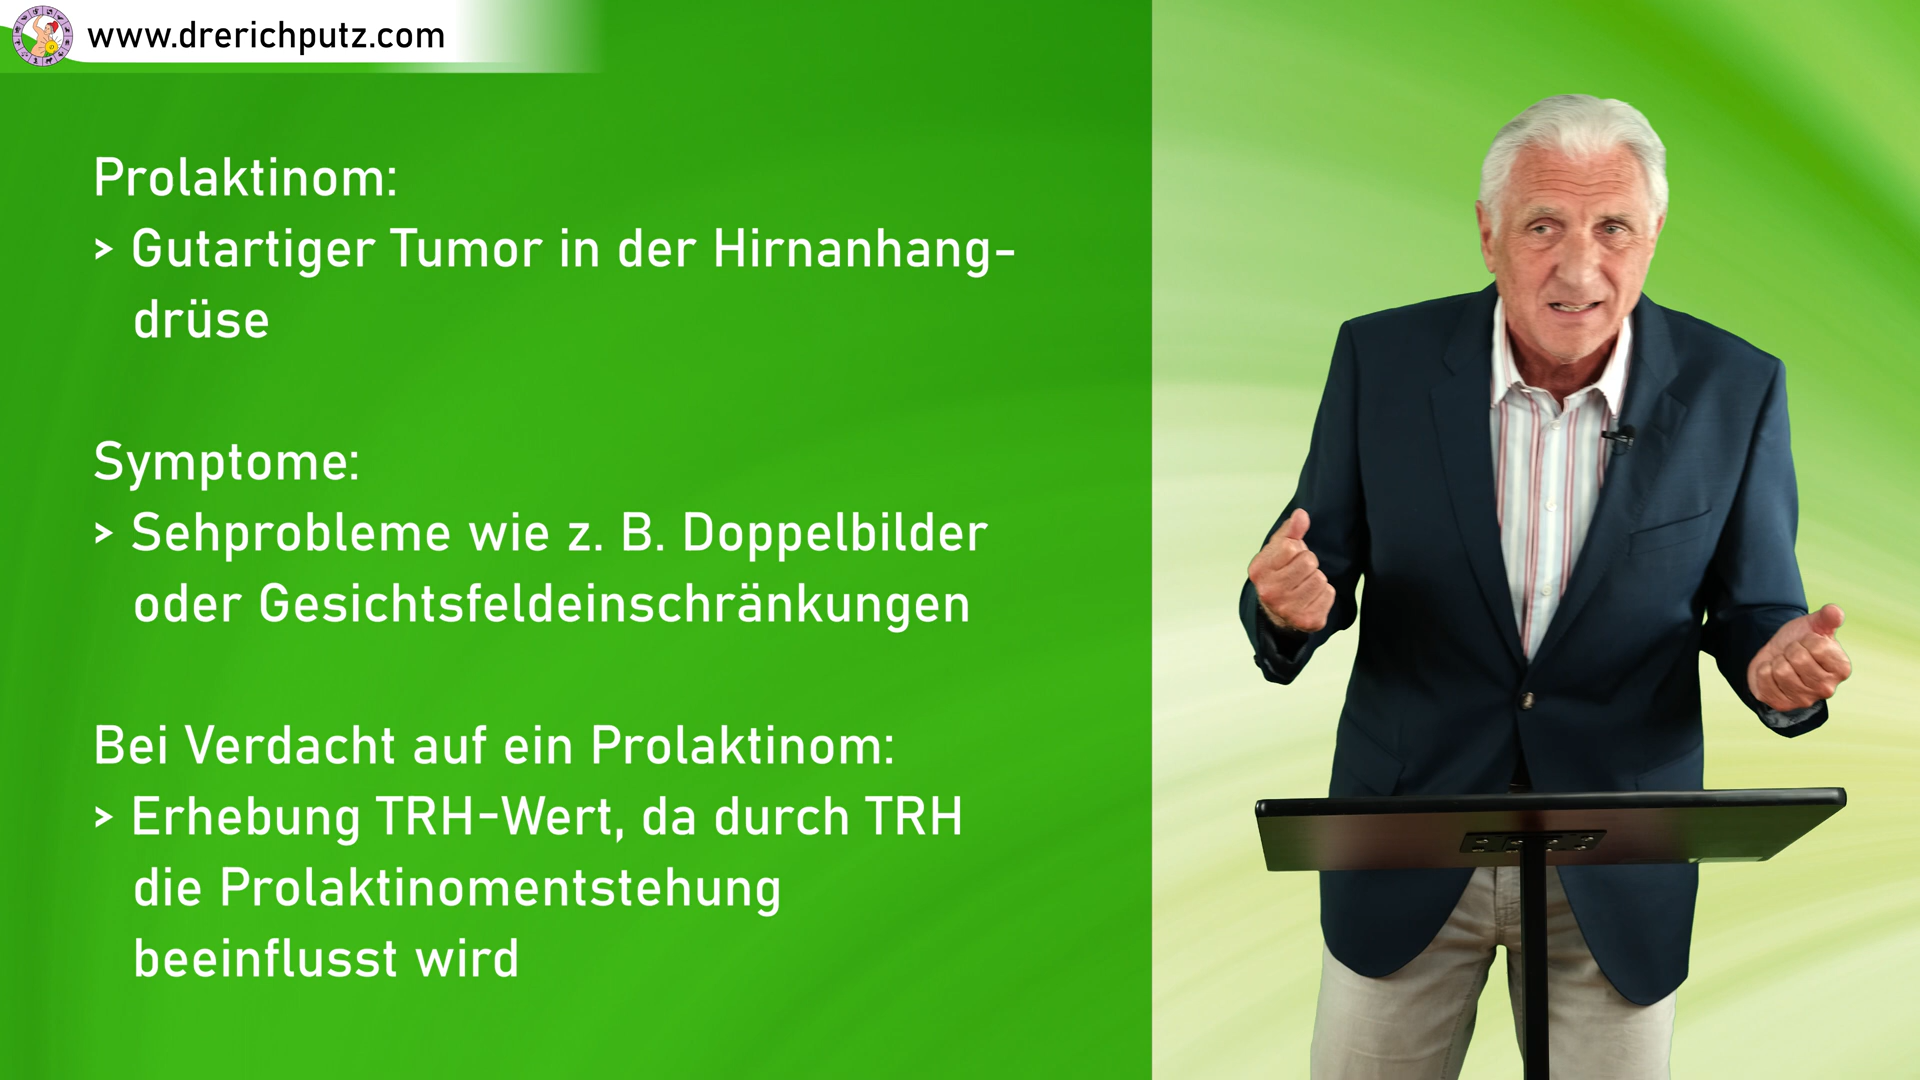 www.drerichputz.com
Prolaktinom:
> Gutartiger Tumor in der Hirnanhang-
drüse
Symptome:
> Sehprobleme wie z. B. Doppelbilder
oder Gesichtsfeldeinschränkungen
Bei Verdacht auf ein Prolaktinom:
> Erhebung TRH-Wert, da durch TRH
die Prolaktinomentstehung
beeinflusst wird